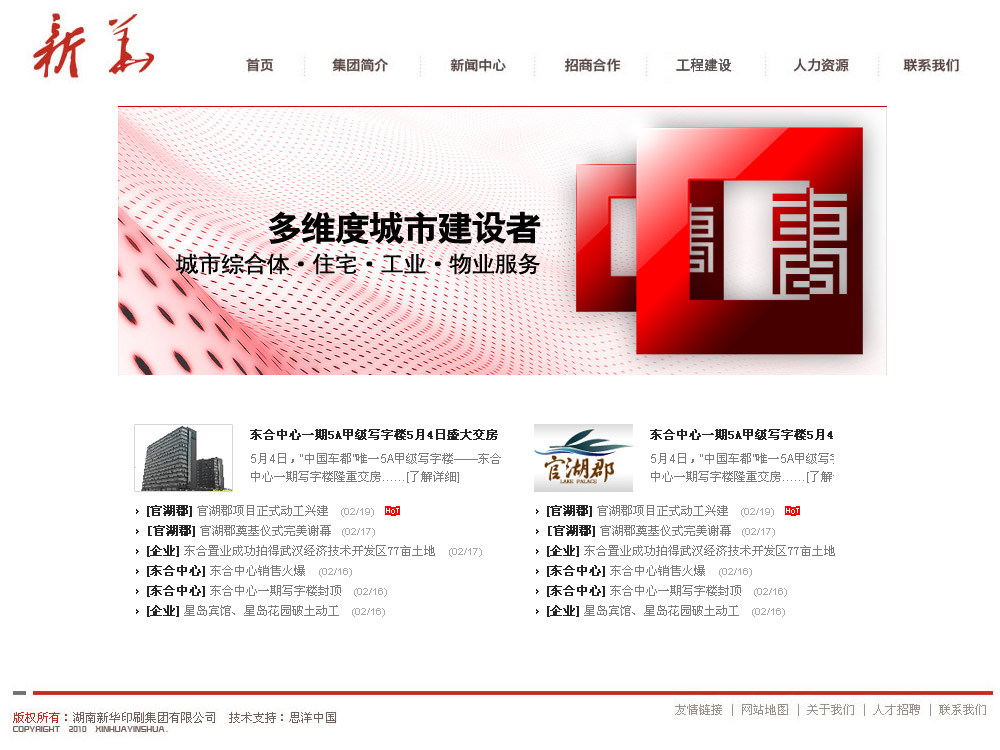 新华
首页 集团简介 新闻中心 招商合作 工程建设 人力资源 联系我们
多维度城市建设者
城市综合体·住宅·工业·物业服务
东合中心一期5A甲级写字楼5月4日盛大交房
5月4日，"中国车都"唯一5A甲级写字楼——东合
中心一期写字楼隆重交房……[了解详细]
[官湖郡] 官湖郡项目正式动工兴建 (02/19) HOT
[官湖郡] 官湖郡奠基仪式完美谢幕 (02/17)
[企业] 东合置业成功拍得武汉经济技术开发区77亩土地 (02/17)
[东合中心] 东合中心销售火爆 (02/16)
[东合中心] 东合中心一期写字楼封顶 (02/16)
[企业] 星岛宾馆、星岛花园破土动工 (02/16)
官湖郡
LAKE PALACE
东合中心一期5A甲级写字楼5月4
5月4日，"中国车都"唯一5A甲级写字
中心一期写字楼隆重交房……[了解
[官湖郡] 官湖郡项目正式动工兴建 (02/19) HOT
[官湖郡] 官湖郡奠基仪式完美谢幕 (02/17)
[企业] 东合置业成功拍得武汉经济技术开发区77亩土地
[东合中心] 东合中心销售火爆 (02/16)
[东合中心] 东合中心一期写字楼封顶 (02/16)
[企业] 星岛宾馆、星岛花园破土动工 (02/16)
友情链接 | 网站地图 | 关于我们 | 人才招聘 | 联系我们
版权所有：湖南新华印刷集团有限公司 技术支持：思洋中国
COPYRIGHT 2010 XINHUAYINSHUA.